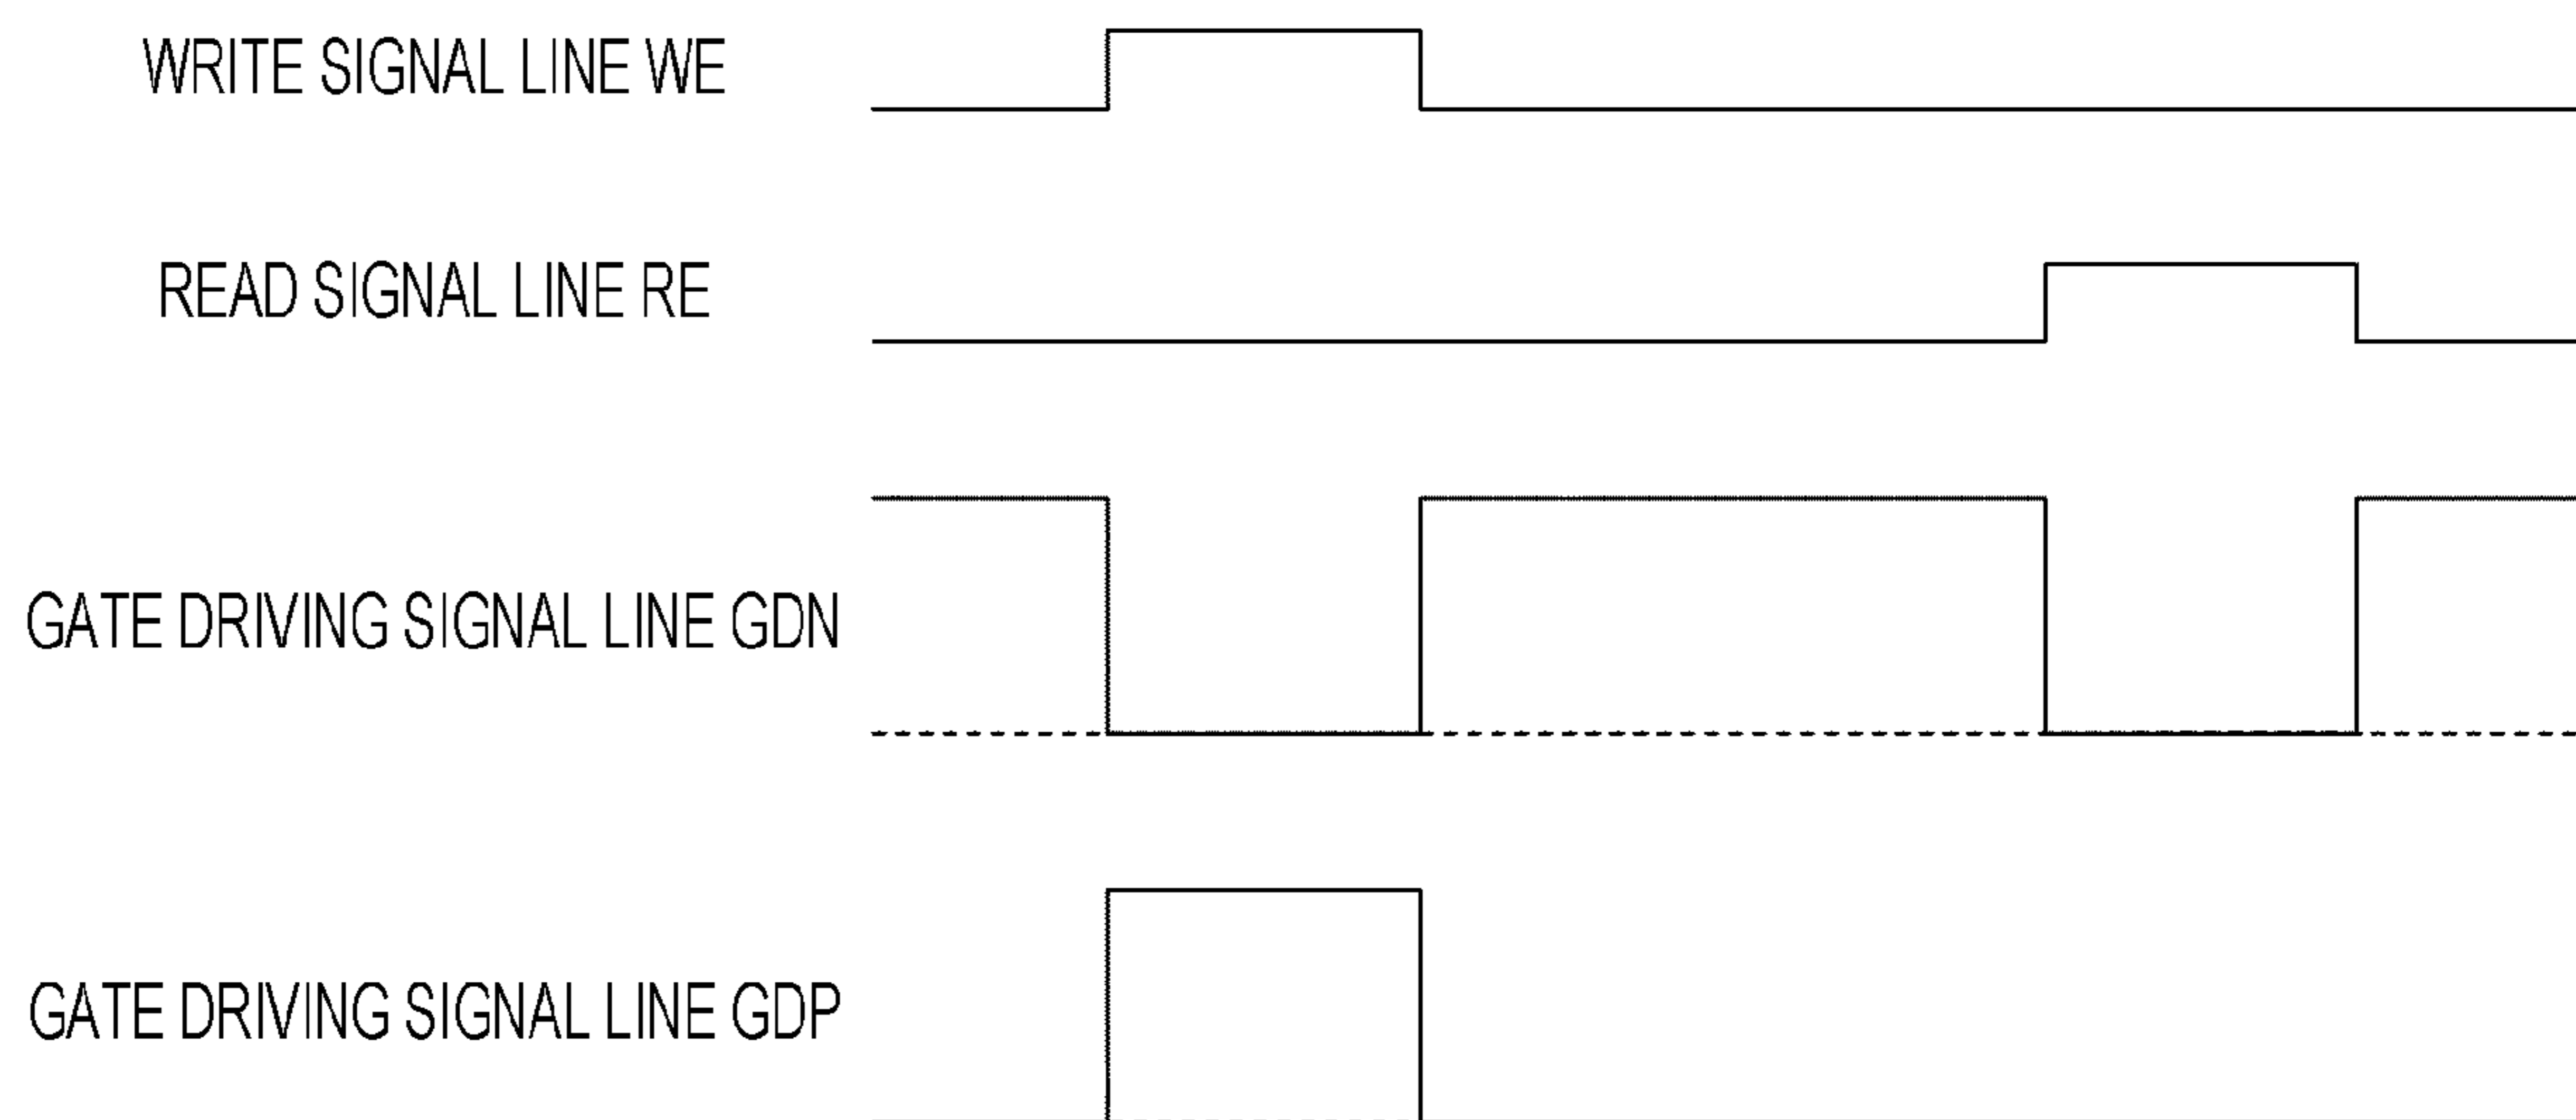 WRITE SIGNAL LINE WE
READ SIGNAL LINE RE
GATE DRIVING SIGNAL LINE GDN
GATE DRIVING SIGNAL LINE GDP